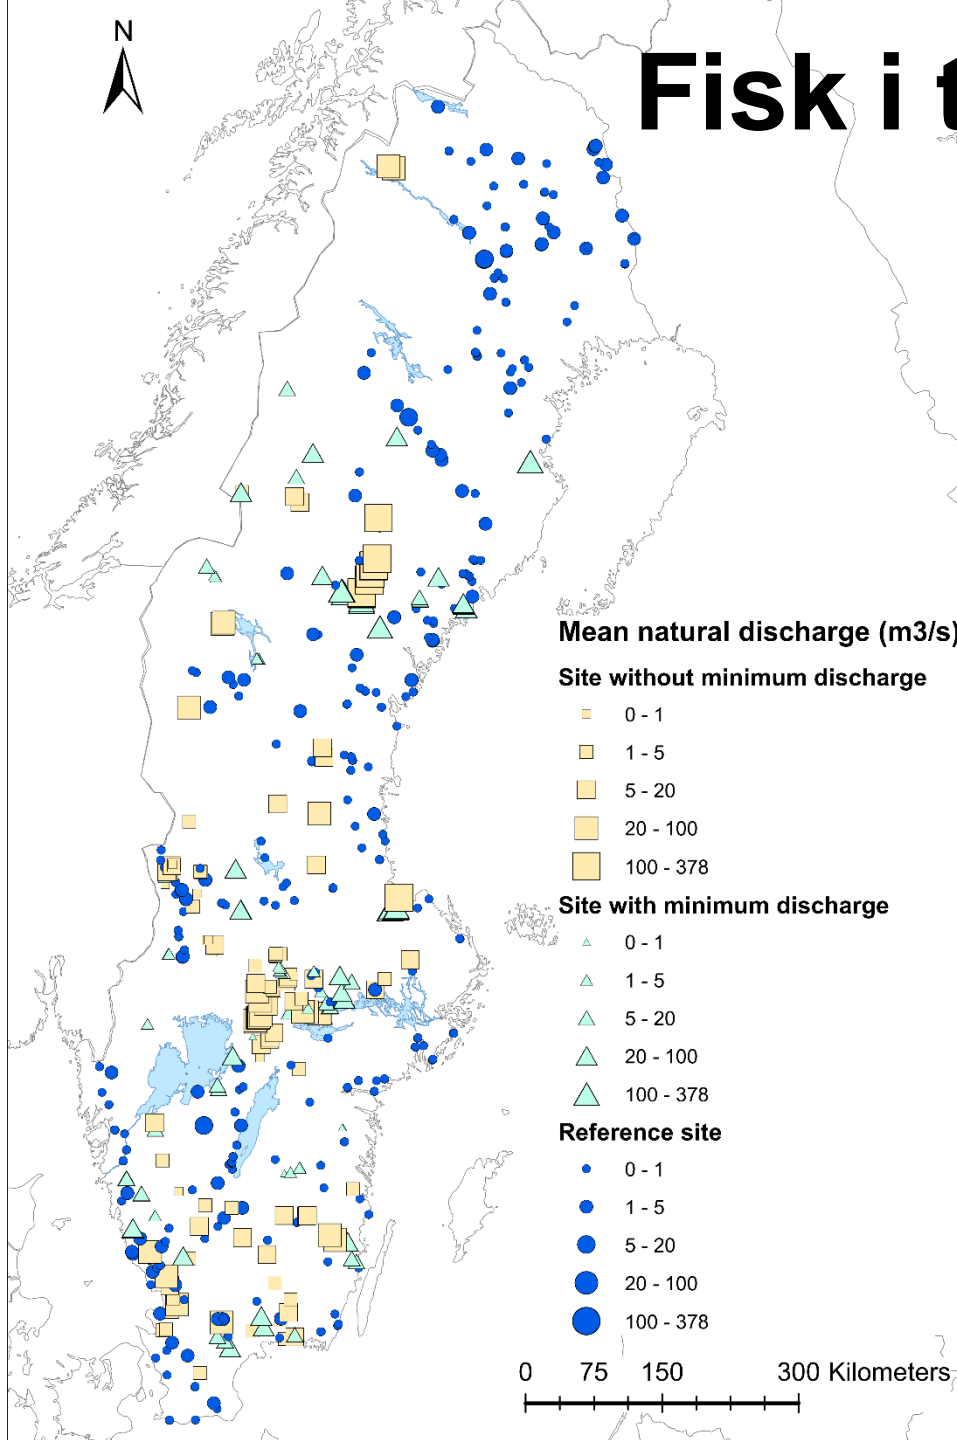 N
Fisk i t
Mean natural discharge (m3/s)
Site without minimum discharge
0 - 1
1 - 5
5 - 20
20 - 100
100 - 378
Site with minimum discharge
0 - 1
1 - 5
5 - 20
20 - 100
100 - 378
Reference site
0 - 1
1 - 5
5 - 20
20 - 100
100 - 378
0 75 150 300 Kilometers